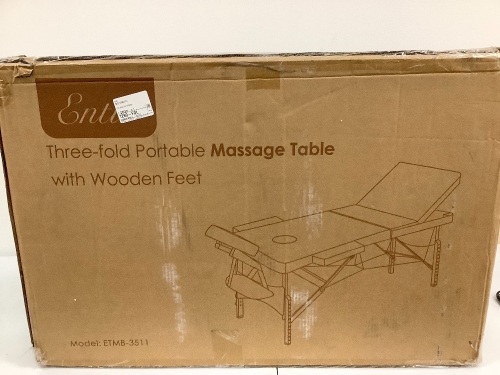 Three-fold Portable Massage Table
with Wooden Feet
Model: ETMB-3511